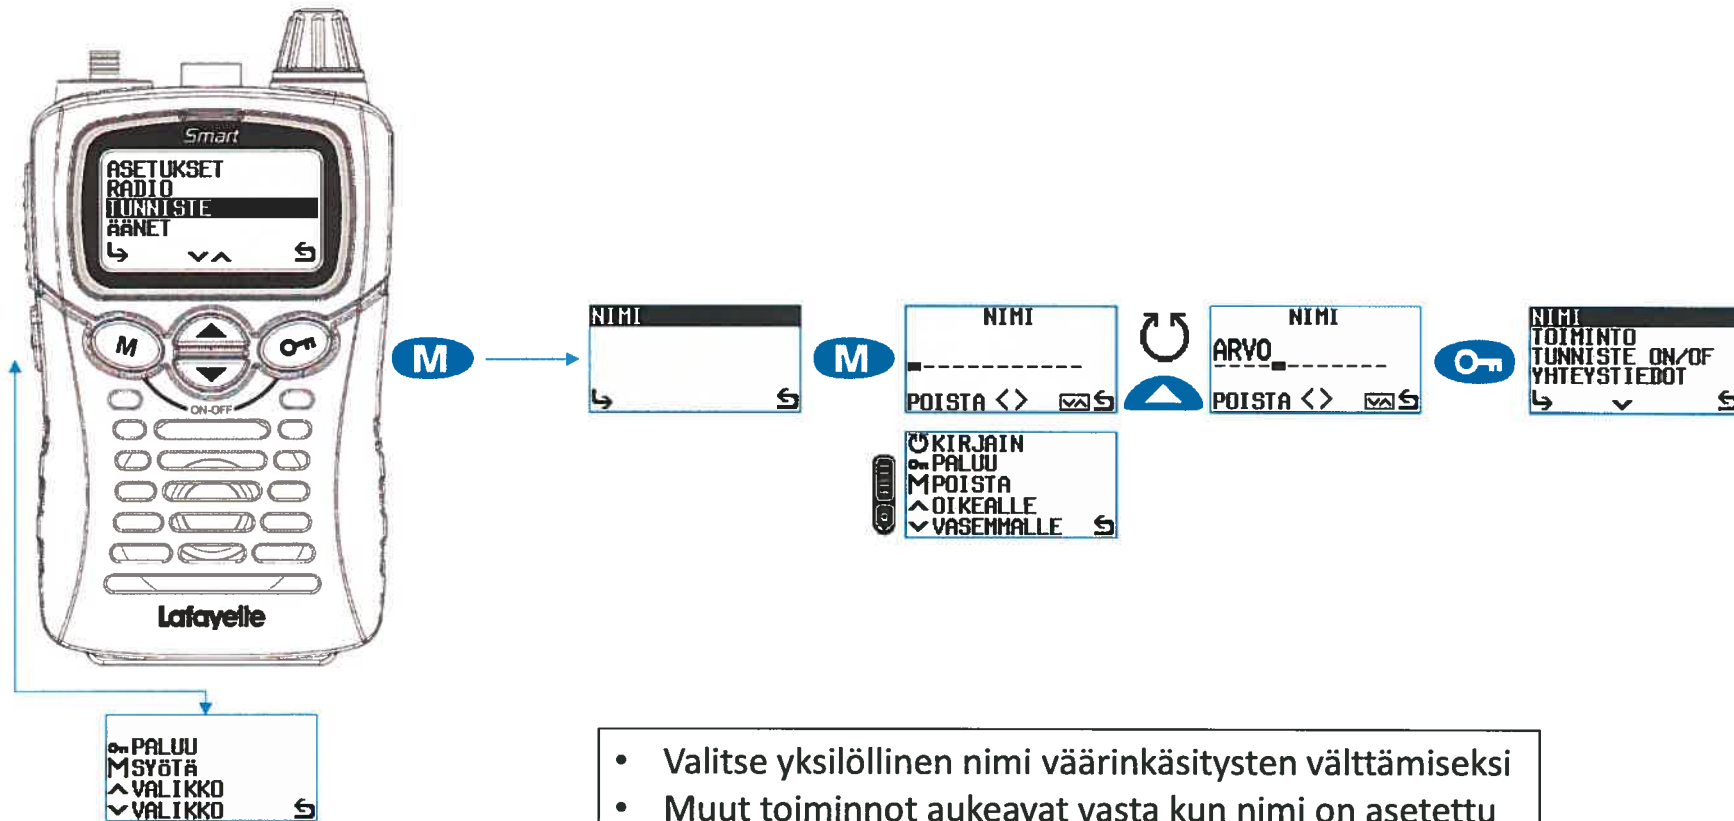 Smart
ASETUKSET
RADIO
TUNNISTE
ÄÄNET
M
ON-OFF
Lafayette
PALUU
M SYÖTÄ
VALIKKO
VALIKKO
M
NIMI
M
NIMI
POISTA <>
KIRJAIN
PALUU
M POISTA
OIKEALLE
VASEMMALLE
NIMI
ARVO
POISTA <>
NIMI
TOIMINTO
TUNNISTE ON/OF
YHTEYSTIEDOT
• Valitse yksilöllinen nimi väärinkäsitysten välttämiseksi
• Muut toiminnot aukeavat vasta kun nimi on asetettu